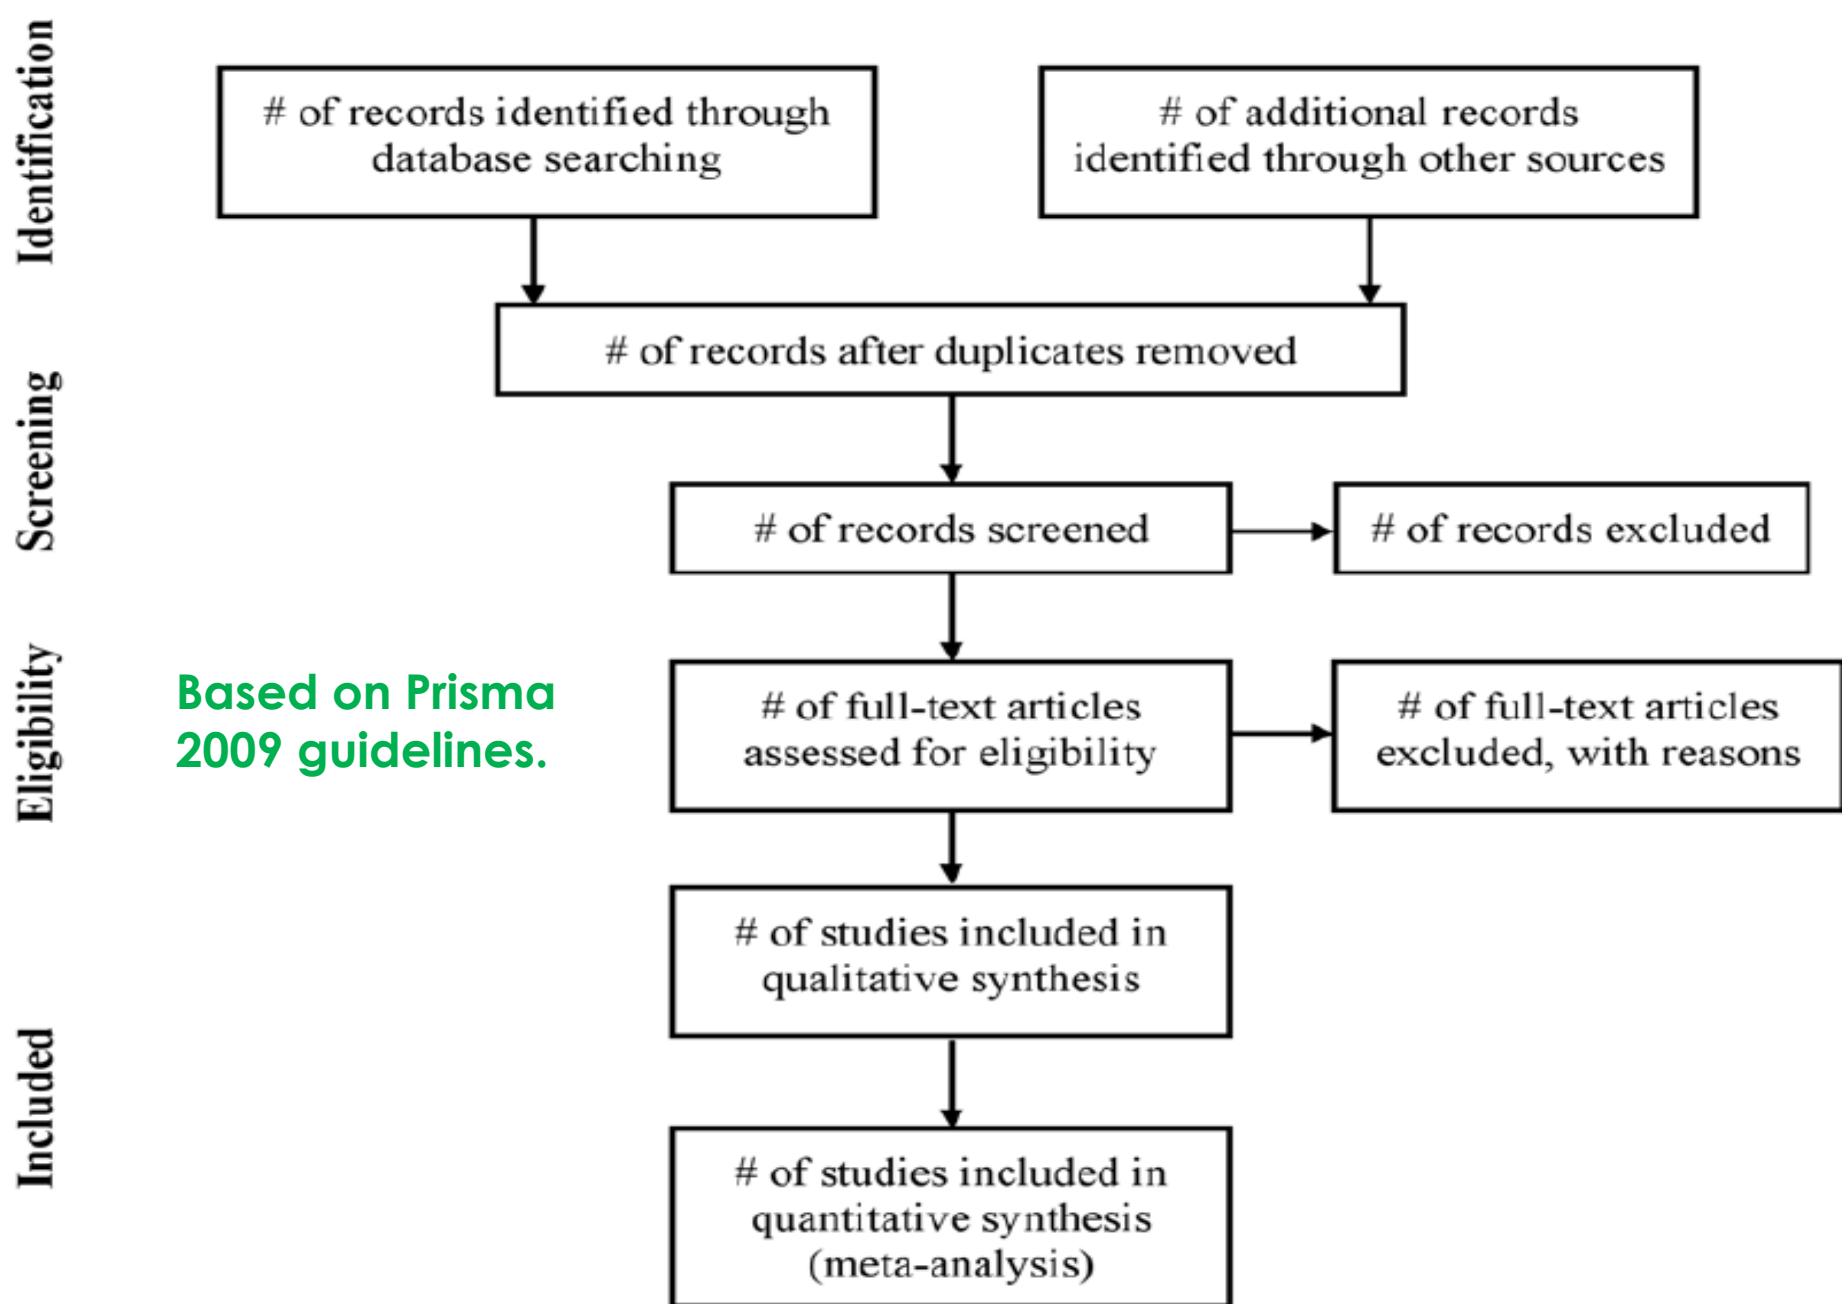 Identification
# of records identified through
database searching
# of additional records
identified through other sources
# of records after duplicates removed
Screening
# of records screened
# of records excluded
Eligibility
Based on Prisma
2009 guidelines.
# of full-text articles
assessed for eligibility
# of full-text articles
excluded, with reasons
# of studies included in
qualitative synthesis
Included
# of studies included in
quantitative synthesis
(meta-analysis)